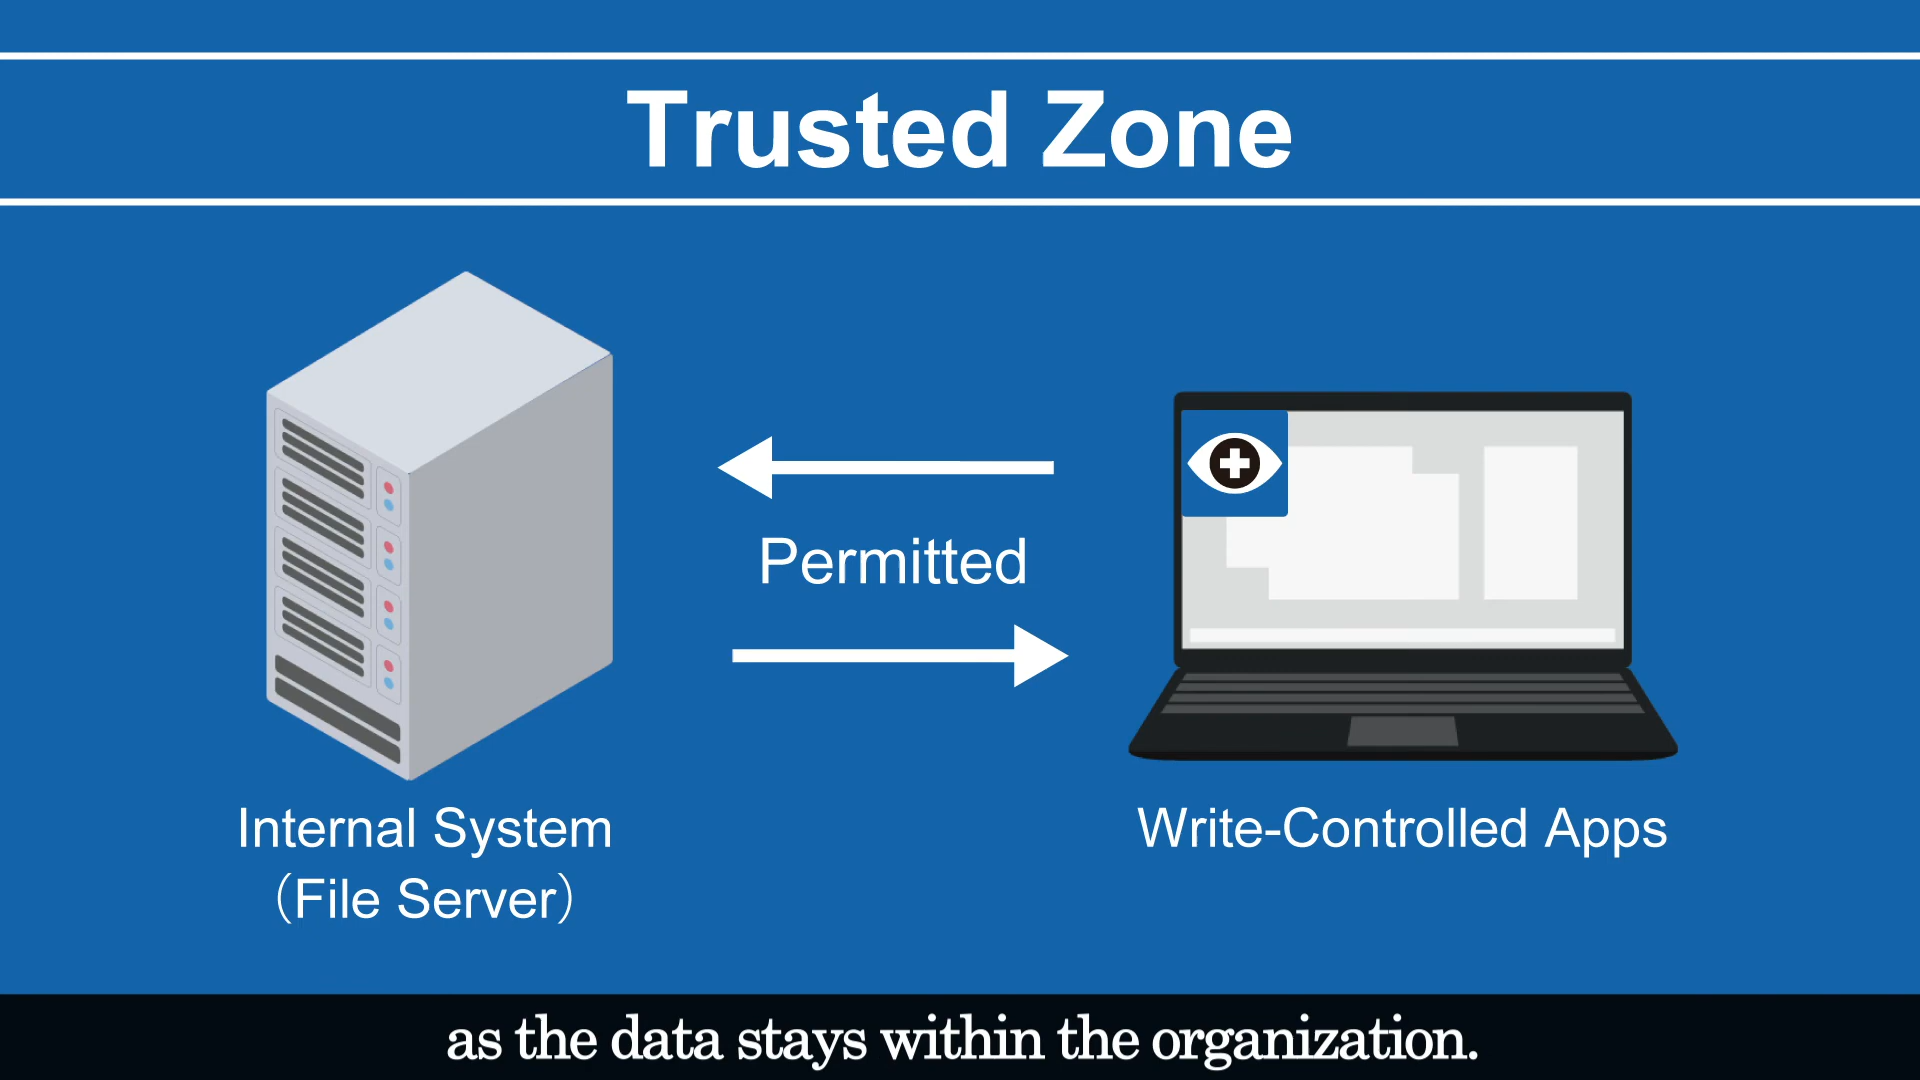 Trusted Zone
Permitted
Internal System
（File Server）
Write-Controlled Apps
as the data stays within the organization.